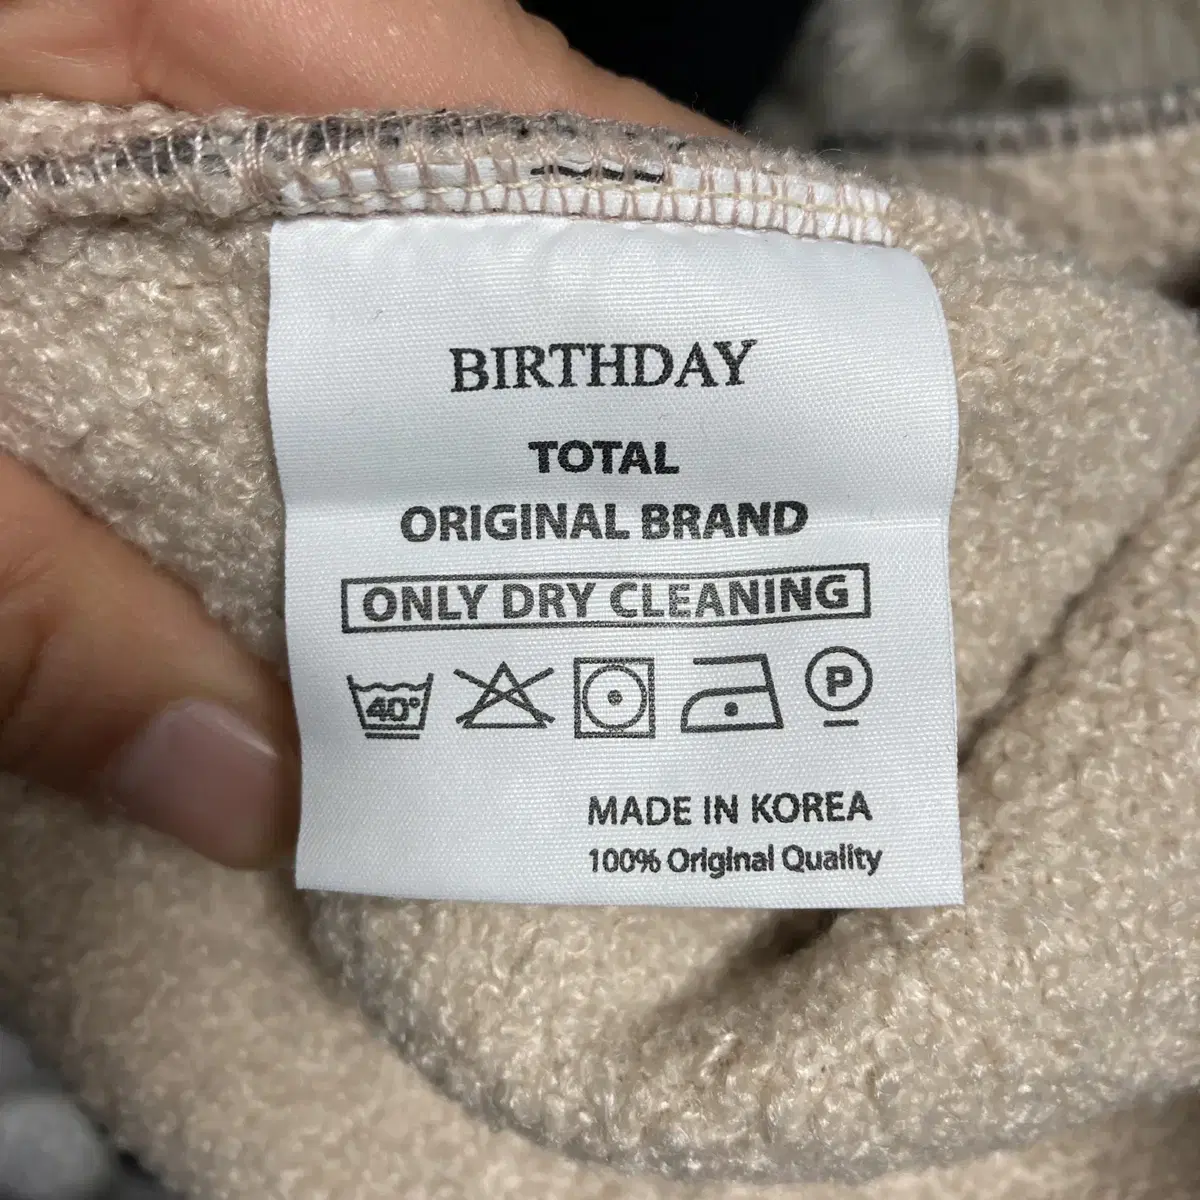 BIRTHDAY
TOTAL
ORIGINAL BRAND
ONLY DRY CLEANING
40° P
MADE IN KOREA
100% Original Quality